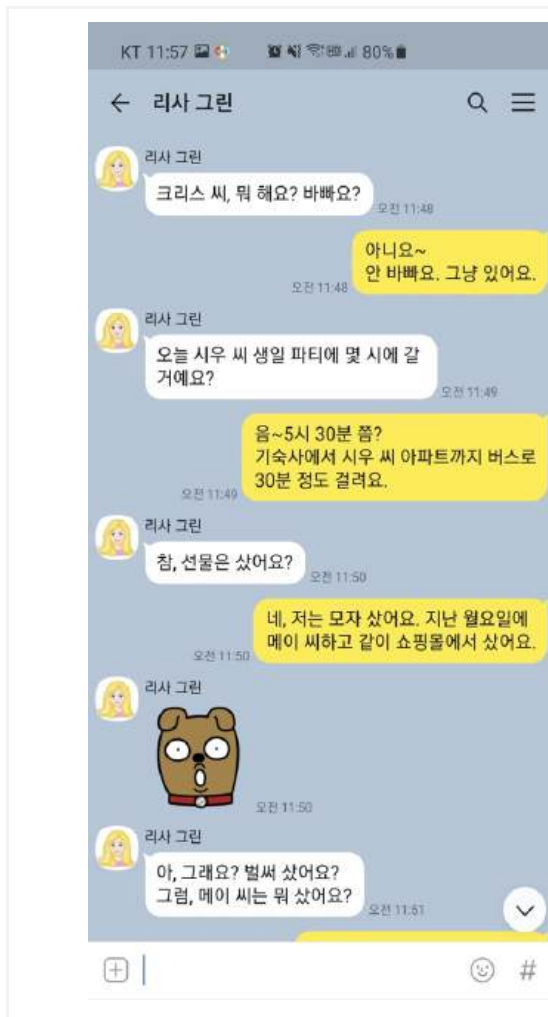 KT 11:57 80%
리사 그린
리사 그린
크리스 씨, 뭐 해요? 바빠요?
오전 11:48
아니요~
안 바빠요. 그냥 있어요.
오전 11:48
리사 그린
오늘 시우 씨 생일 파티에 몇 시에 갈
거예요?
오전 11:49
음~5시 30분 쯤?
기숙사에서 시우 씨 아파트까지 버스로
30분 정도 걸려요.
오전 11:49
리사 그린
참, 선물은 샀어요?
오전 11:50
네, 저는 모자 샀어요. 지난 월요일에
메이 씨하고 같이 쇼핑몰에서 샀어요.
오전 11:50
리사 그린
오전 11:50
리사 그린
아, 그래요? 벌써 샀어요?
그럼, 메이 씨는 뭐 샀어요?
오전 11:51
#